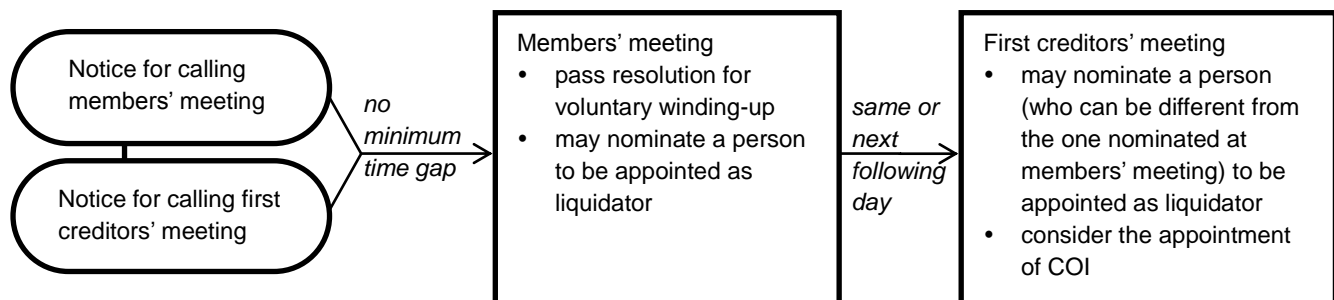 Notice for calling
members’ meeting
Notice for calling first
creditors’ meeting
no
minimum
time gap
Members’ meeting
• pass resolution for
voluntary winding-up
• may nominate a person
to be appointed as
liquidator
same or
next
following
day
First creditors’ meeting
• may nominate a person
(who can be different from
the one nominated at
members’ meeting) to be
appointed as liquidator
• consider the appointment
of COI